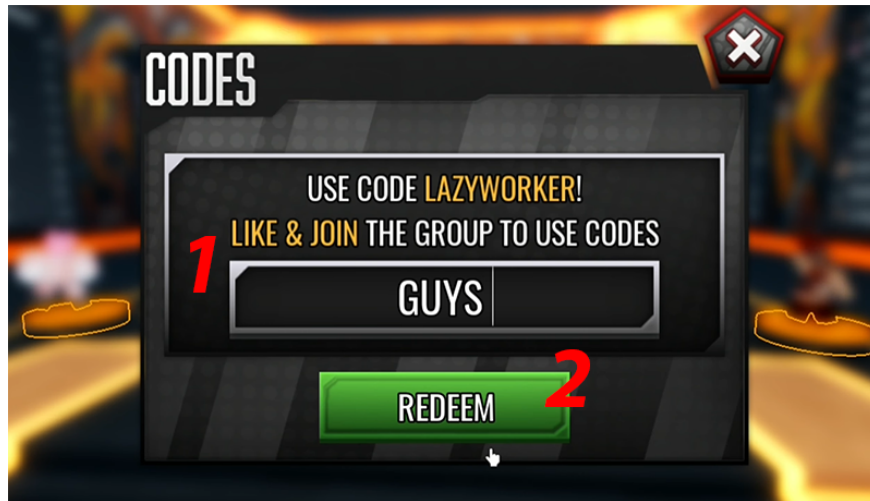 CODES
USE CODE LAZYWORKER!
LIKE & JOIN THE GROUP TO USE CODES
1
GUYS
2
REDEEM